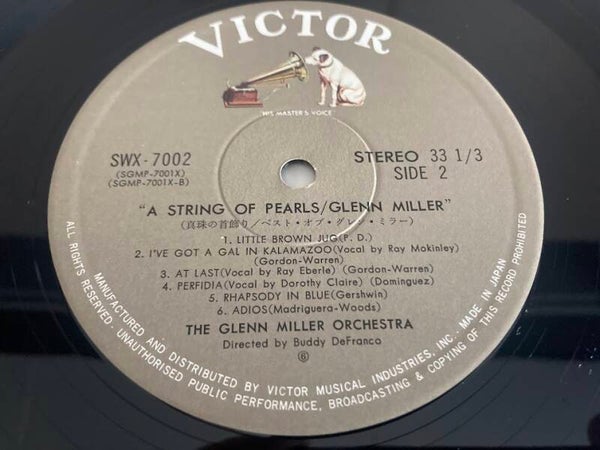 VICTOR
"HIS MASTER'S VOICE"
SWX-7002
(SGMP-7001X)
(SGMP-7001X-B)
STEREO 33 1/3
SIDE 2
"A STRING OF PEARLS/GLENN MILLER"
(真珠の首飾り/ベスト・オブ・グレン・ミラー)
1. LITTLE BROWN JUG(P. D.)
2. I'VE GOT A GAL IN KALAMAZOO(Vocal by Ray Mckinley)
(Gordon-Warren)
3. AT LAST(Vocal by Ray Eberle) (Gordon-Warren)
4. PERFIDIA(Vocal by Dorothy Claire) (Dominguez)
5. RHAPSODY IN BLUE(Gershwin)
6. ADIOS(Madriguera-Woods)
THE GLENN MILLER ORCHESTRA
Directed by Buddy DeFranco
⑥
MANUFACTURED AND DISTRIBUTED BY VICTOR MUSICAL INDUSTRIES, INC.. MADE IN JAPAN
ALL RIGHTS RESERVED. UNAUTHORISED PUBLIC PERFORMANCE, BROADCASTING & COPYING OF THIS RECORD PROHIBITED